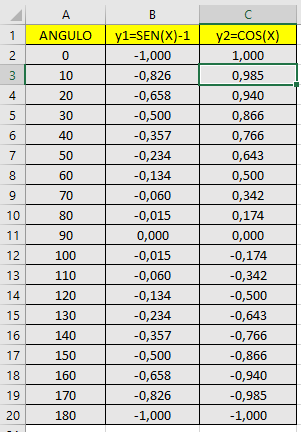 A B C
1 ANGULO y1=SEN(X)-1 y2=COS(X)
2 0 -1,000 1,000
3 10 -0,826 0,985
4 20 -0,658 0,940
5 30 -0,500 0,866
6 40 -0,357 0,766
7 50 -0,234 0,643
8 60 -0,134 0,500
9 70 -0,060 0,342
10 80 -0,015 0,174
11 90 0,000 0,000
12 100 -0,015 -0,174
13 110 -0,060 -0,342
14 120 -0,134 -0,500
15 130 -0,234 -0,643
16 140 -0,357 -0,766
17 150 -0,500 -0,866
18 160 -0,658 -0,940
19 170 -0,826 -0,985
20 180 -1,000 -1,000